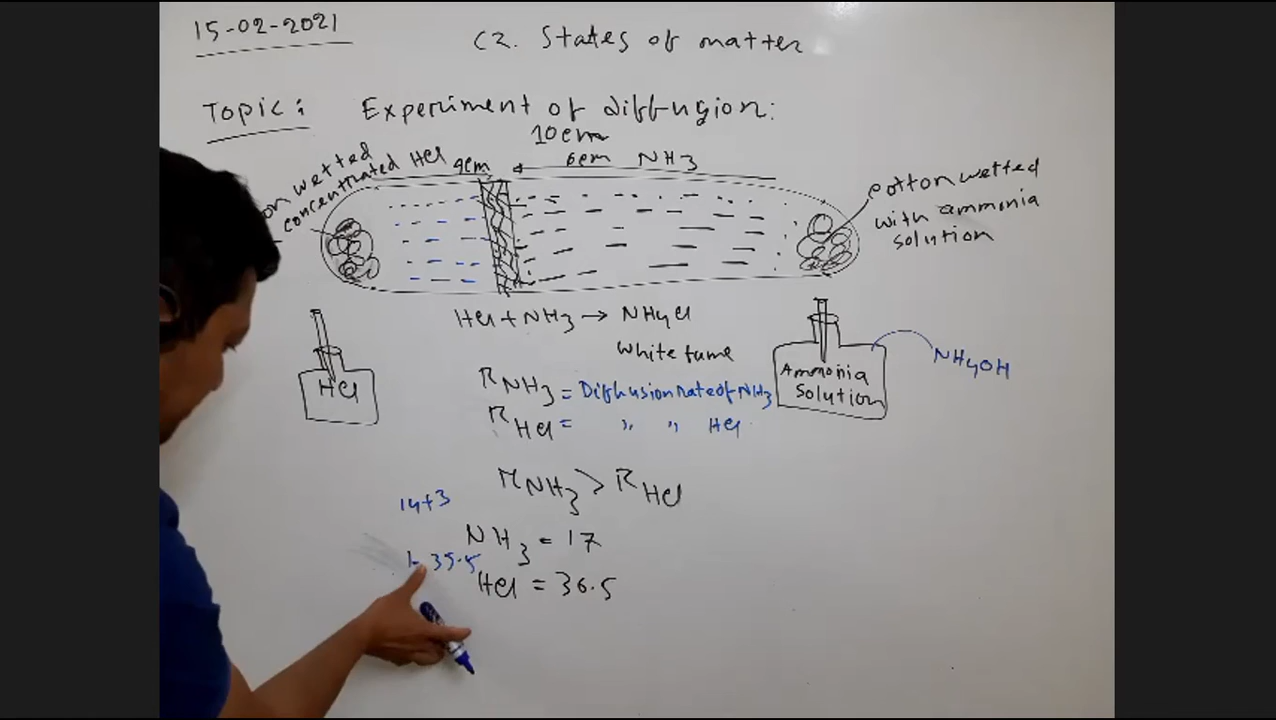 15-02-2021
C2. States of matter
Topic: Experiment of diffusion:
10cm
wetted
concentrated HCl
4cm
6cm NH3
cotton wetted
with ammonia
solution
HCl + NH3 → NH4Cl
White fume
HCl
Ammonia
Solution
NH4OH
RNH3 = Diffusion rate of NH3
RHCl = " " HCl
rNH3 > RHCl
14+3
NH3 = 17
35.5
HCl = 36.5